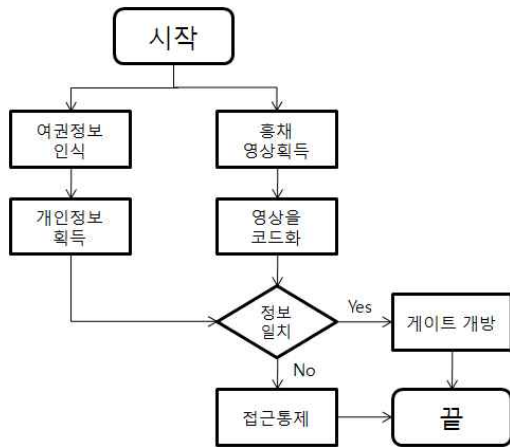 시작
여권정보
인식
홍채
영상획득
개인정보
획득
영상을
코드화
정보
일치
Yes
게이트 개방
No
접근통제
끝